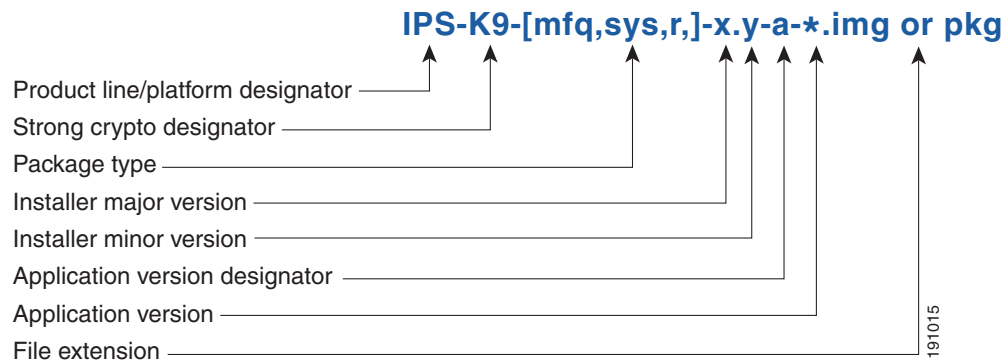 IPS-K9-[mfq,sys,r,]-x.y-a-*.img or pkg
Product line/platform designator
Strong crypto designator
Package type
Installer major version
Installer minor version
Application version designator
Application version
File extension
191015